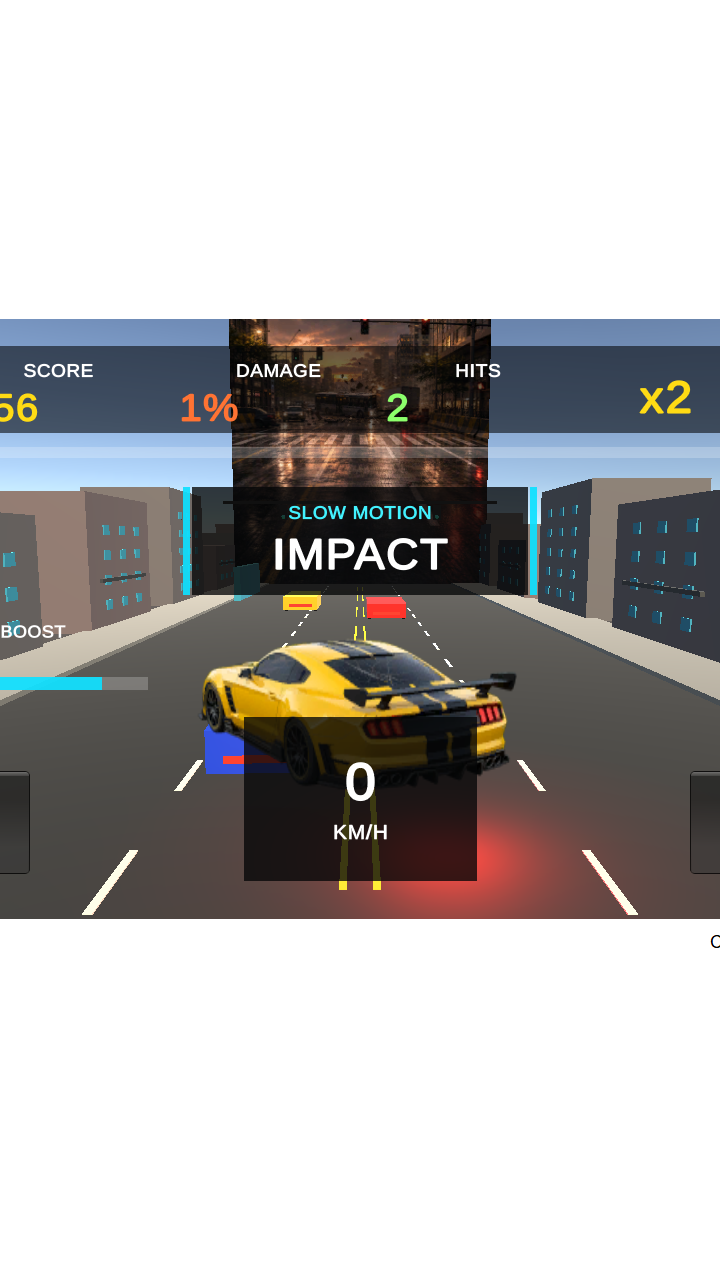 SCORE
DAMAGE
HITS
56
1%
2
x2
SLOW MOTION
IMPACT
BOOST
0
KM/H